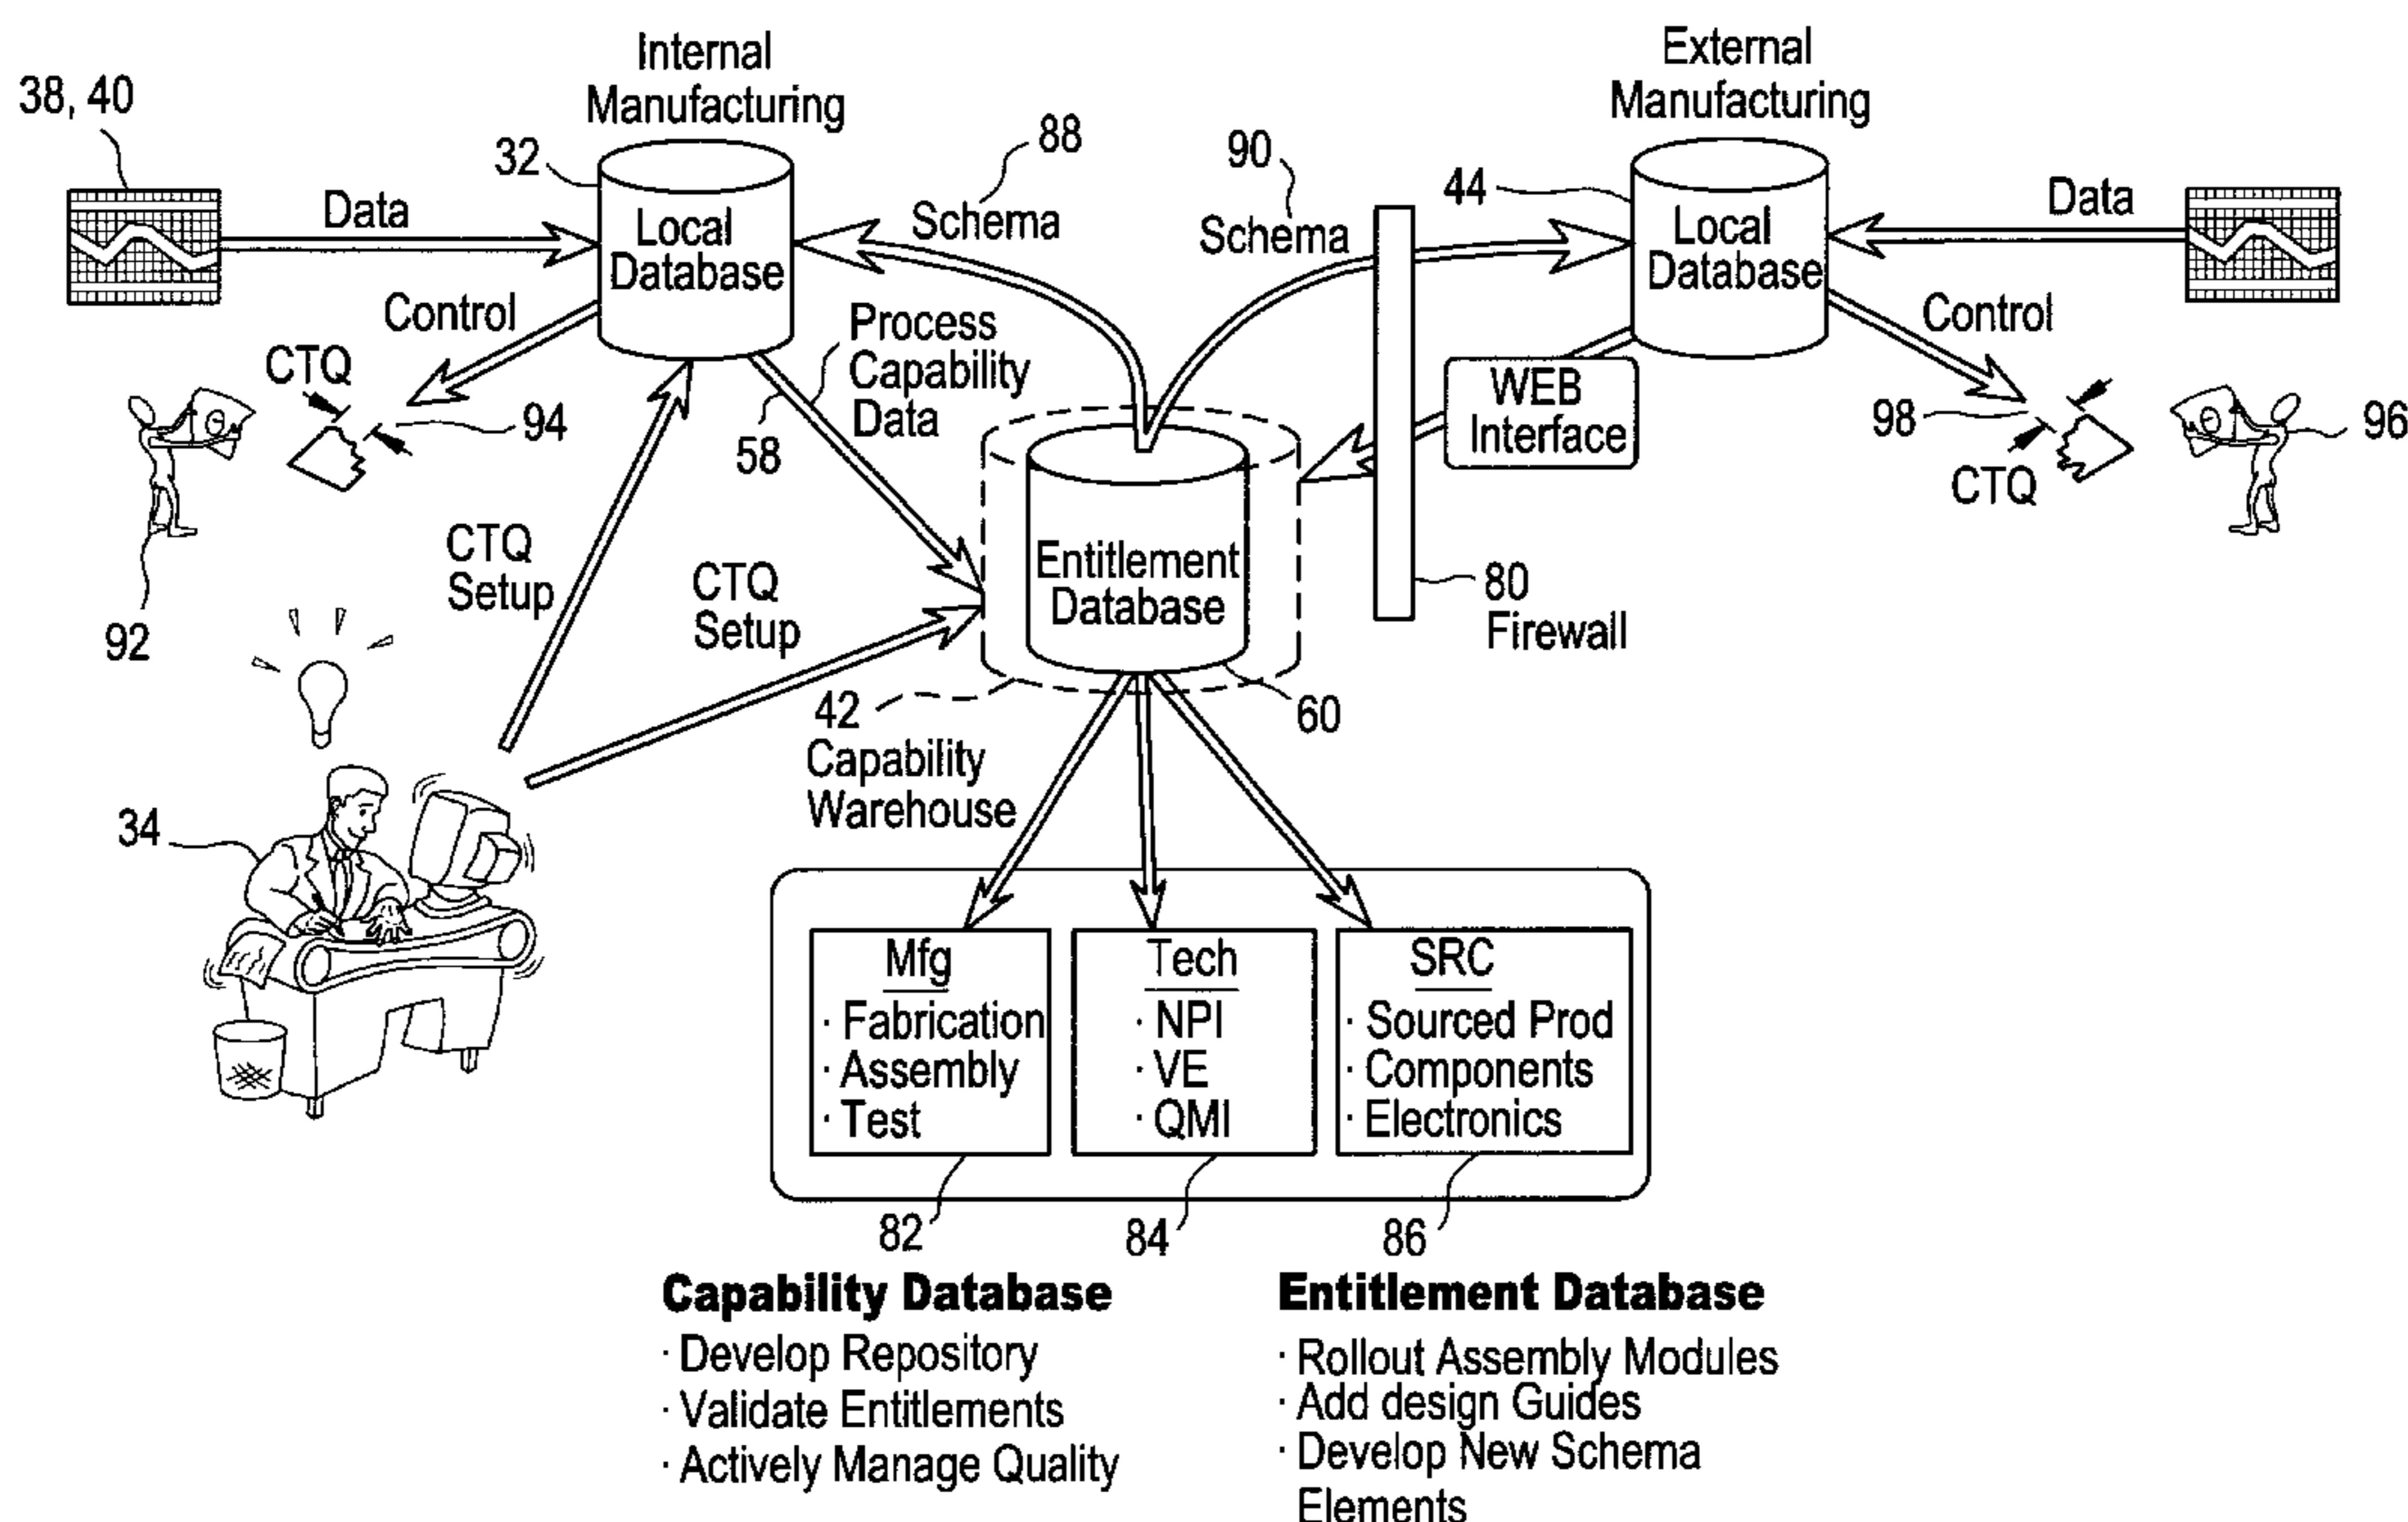 Internal
Manufacturing
External
Manufacturing
38, 40
32
88
90
44
Data
Local
Database
Schema
Schema
Local
Database
Data
Control
CTQ
94
Process
Capability
Data
58
WEB
Interface
Control
98
CTQ
96
92
CTQ
Setup
CTQ
Setup
Entitlement
Database
80
Firewall
42
Capability
Warehouse
60
34
Mfg
· Fabrication
· Assembly
· Test
Tech
· NPI
· VE
· QMI
SRC
· Sourced Prod
· Components
· Electronics
82
84
86
Capability Database
· Develop Repository
· Validate Entitlements
· Actively Manage Quality
Entitlement Database
· Rollout Assembly Modules
· Add design Guides
· Develop New Schema
Elements